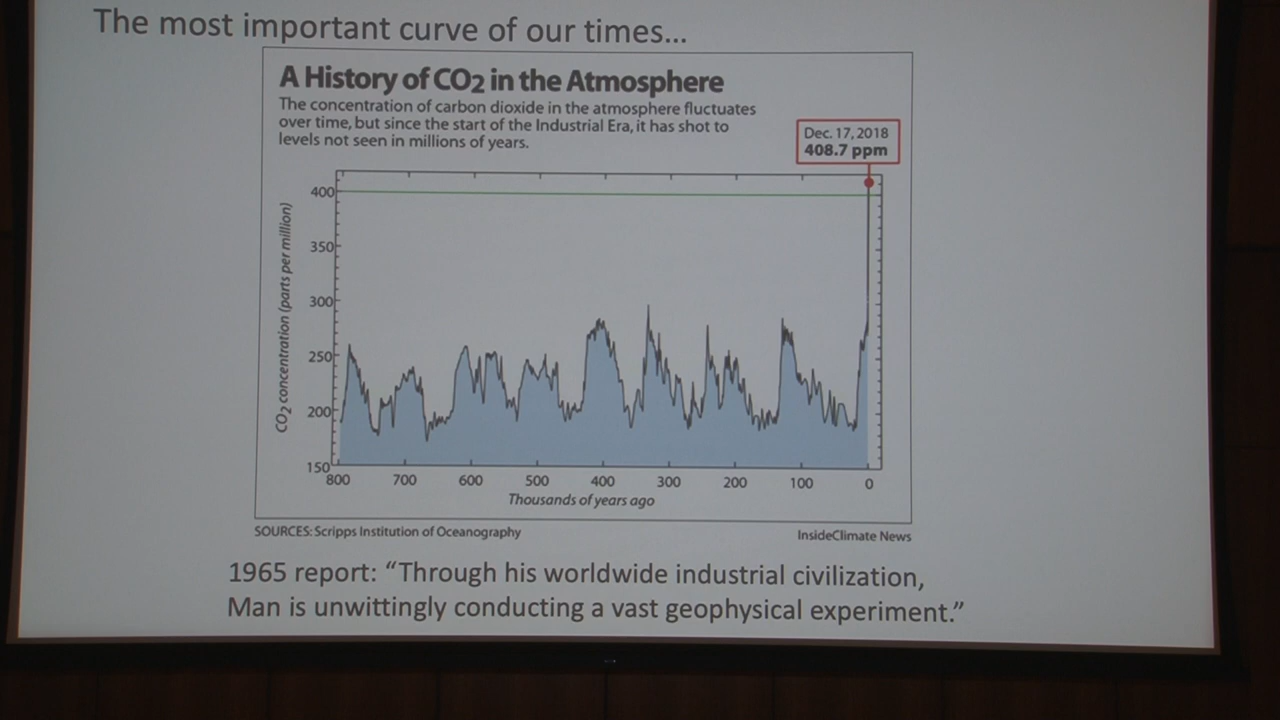 The most important curve of our times...
A History of CO2 in the Atmosphere
The concentration of carbon dioxide in the atmosphere fluctuates
over time, but since the start of the Industrial Era, it has shot to
levels not seen in millions of years.
Dec. 17, 2018
408.7 ppm
CO2 concentration (parts per million)
400
350
300
250
200
150
800 700 600 500 400 300 200 100 0
Thousands of years ago
SOURCES: Scripps Institution of Oceanography
InsideClimate News
1965 report: “Through his worldwide industrial civilization,
Man is unwittingly conducting a vast geophysical experiment.”